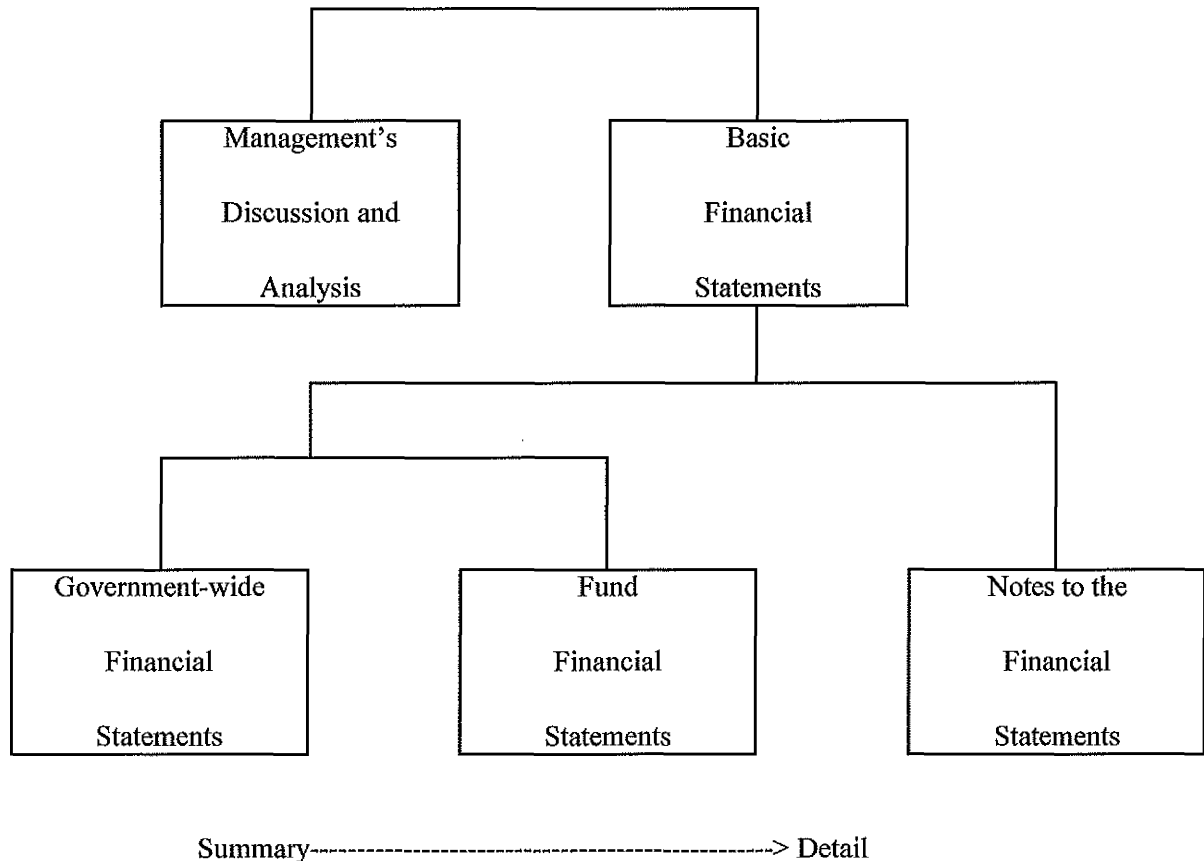 Management's
Discussion and
Analysis
Basic
Financial
Statements
Government-wide
Financial
Statements
Fund
Financial
Statements
Notes to the
Financial
Statements
Summary--------------------------------------------------> Detail